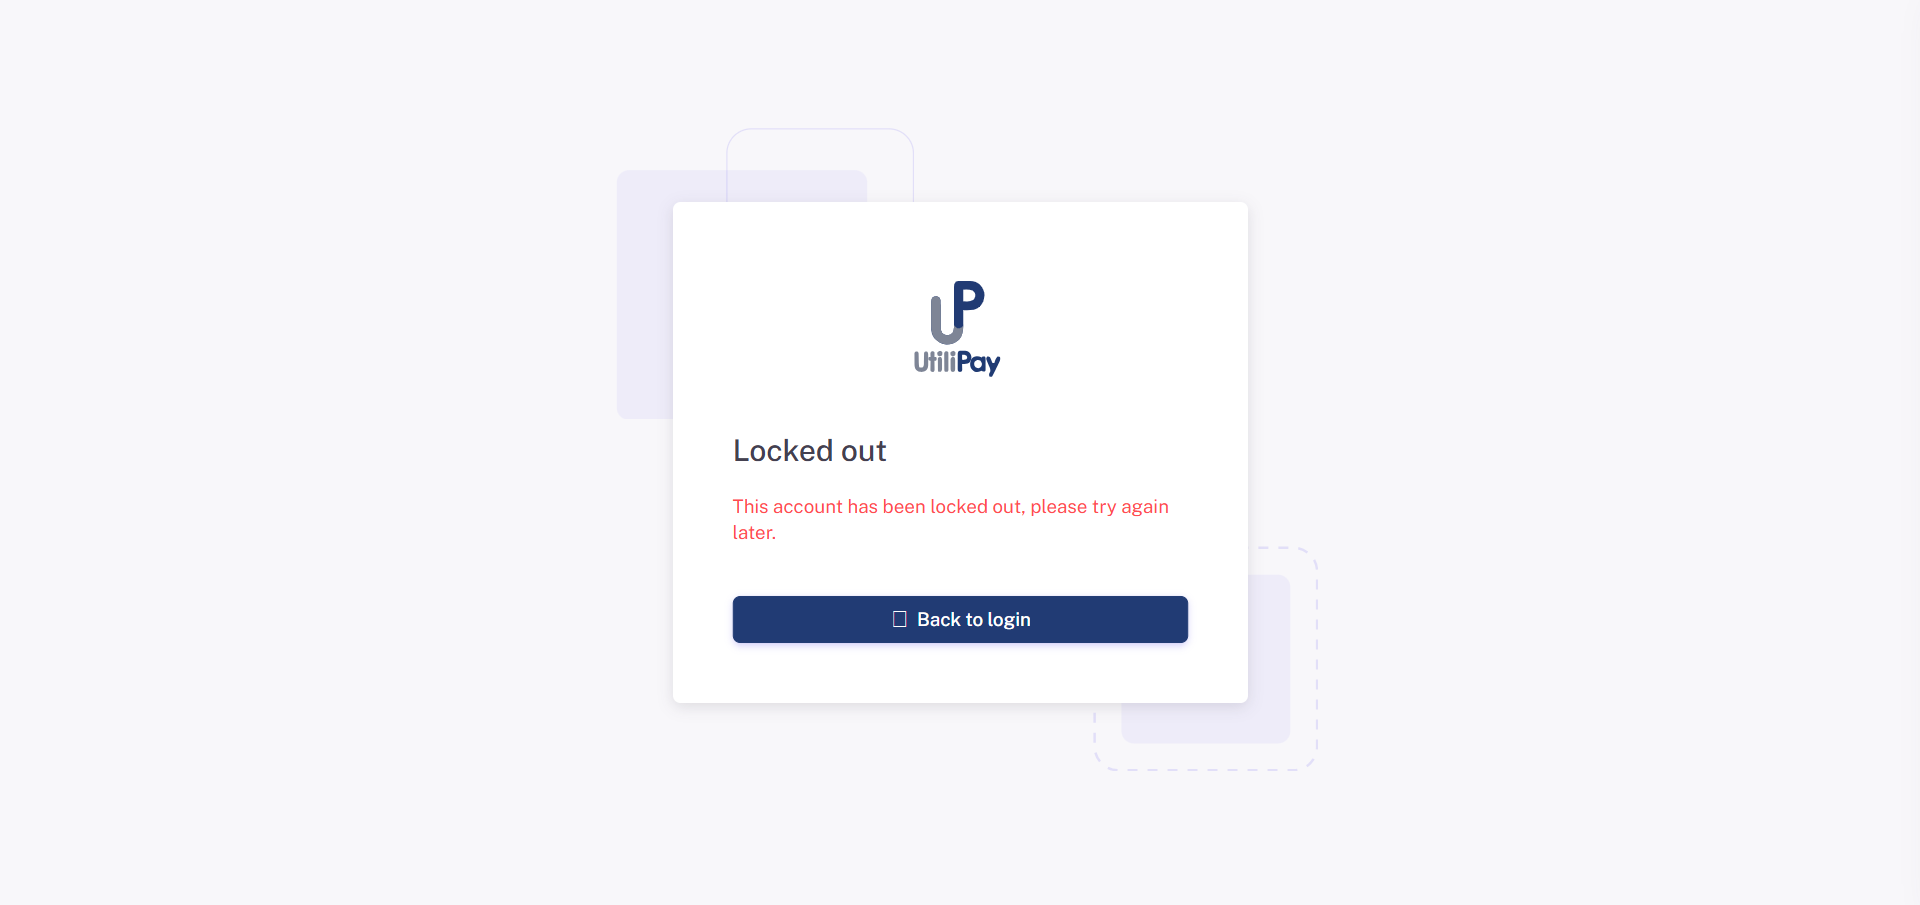 UP
UtiliPay
Locked out
This account has been locked out, please try again
later.
Back to login